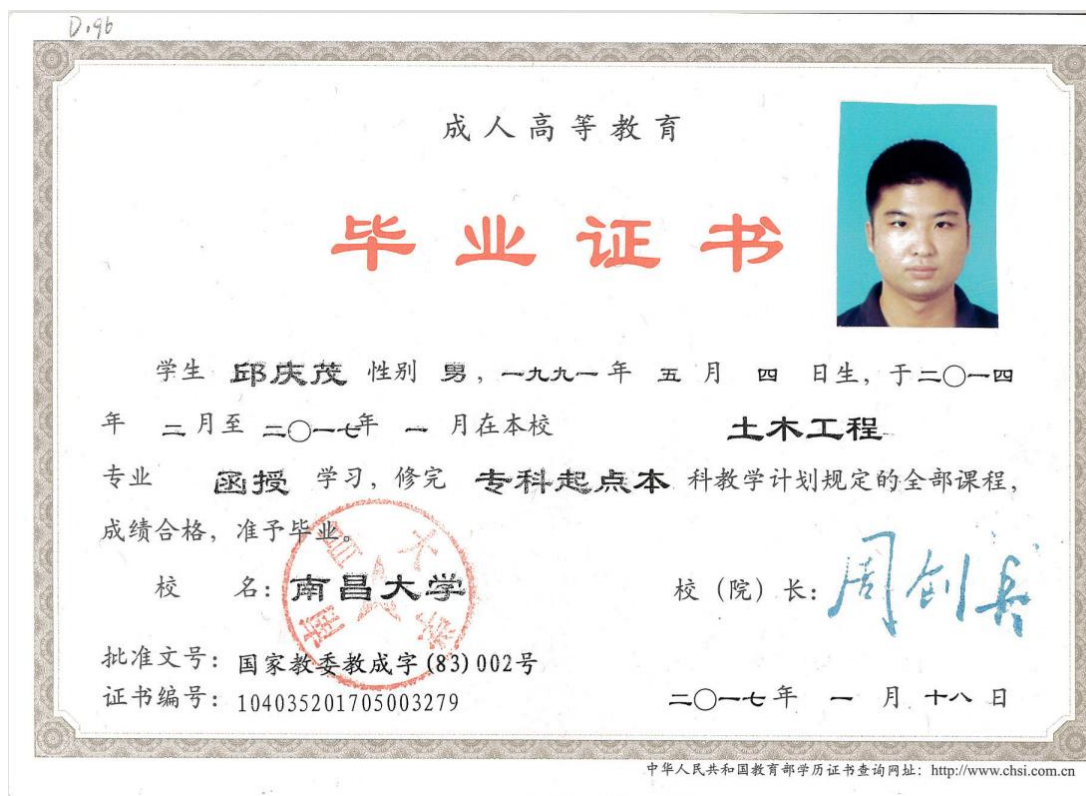 D.96
成人高等教育
毕业证书
学生 邱庆茂 性别 男，一九九一年 五 月 四 日生，于二〇一四
年 二月至 二〇一七年 一 月在本校 土木工程
专业 函授 学习，修完 专科起点本 科教学计划规定的全部课程，
成绩合格，准予毕业。
校 名：南昌大学 校（院）长：周创兵
南昌大学
批准文号：国家教委教成字(83)002号
证书编号：104035201705003279 二〇一七年 一 月 十八 日
中华人民共和国教育部学历证书查询网址：http://www.chsi.com.cn